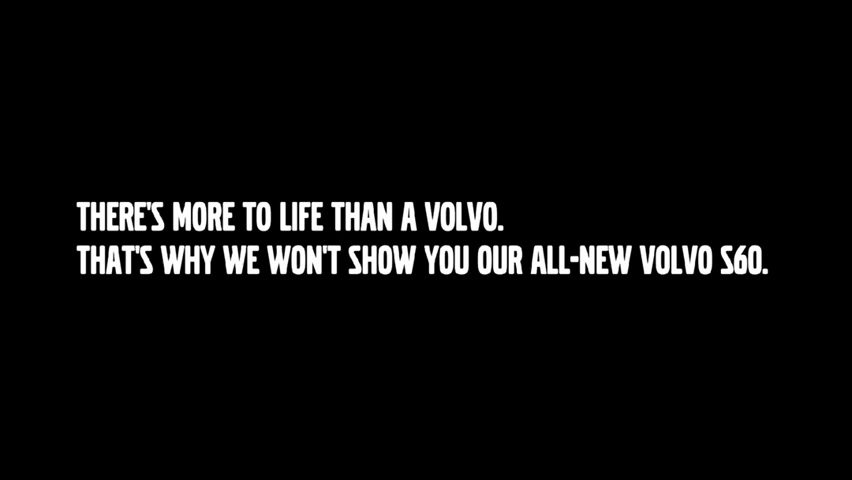 THERE'S MORE TO LIFE THAN A VOLVO.
THAT'S WHY WE WON'T SHOW YOU OUR ALL-NEW VOLVO S60.